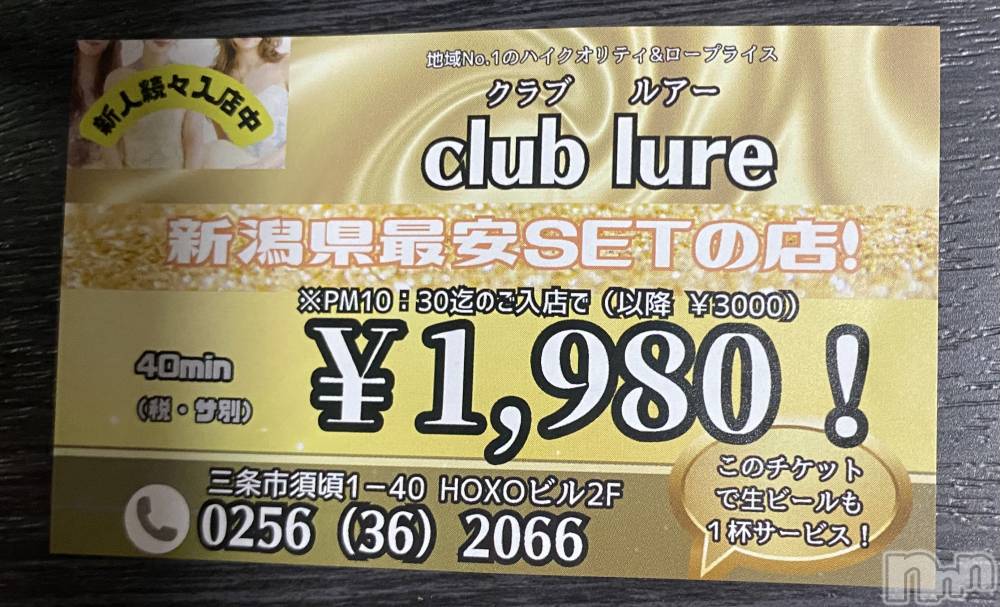 新人続々入店中
地域No.1のハイクオリティ&ロープライス
クラブ ルアー
club lure
新潟県最安SETの店!
※PM10:30迄のご入店で(以降 ¥3000)
40min
(税・サ別)
¥1,980!
三条市須頃1-40 HOXOビル2F
0256(36)2066
このチケット
で生ビールも
1杯サービス!